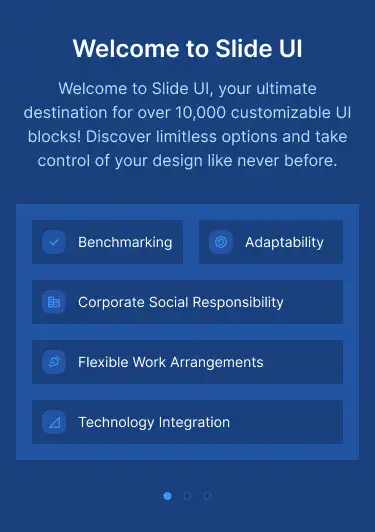 Welcome to Slide UI
Welcome to Slide UI, your ultimate
destination for over 10,000 customizable UI
blocks! Discover limitless options and take
control of your design like never before.
Benchmarking
Adaptability
Corporate Social Responsibility
Flexible Work Arrangements
Technology Integration